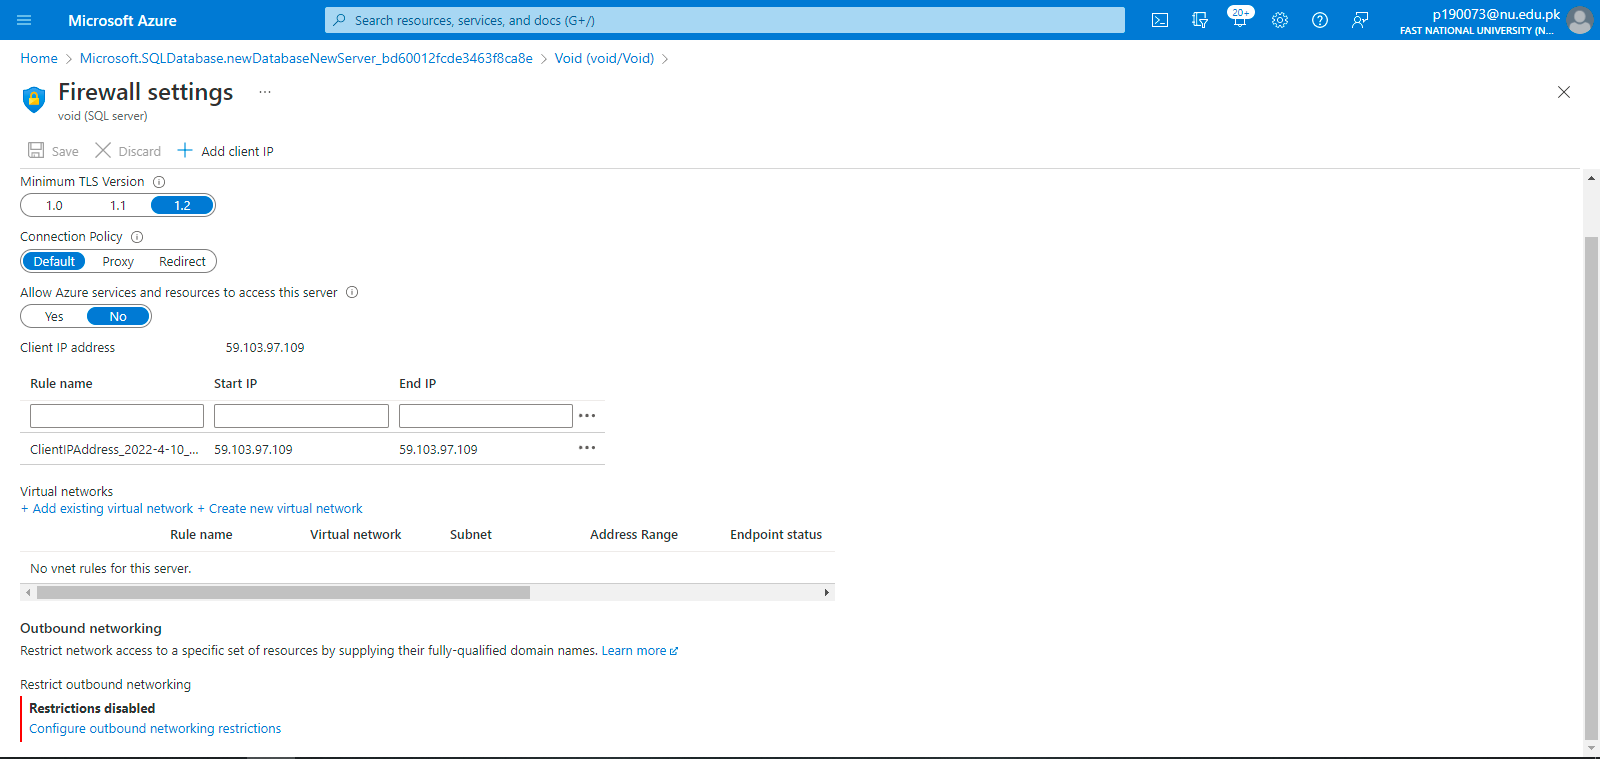 Microsoft Azure
Search resources, services, and docs (G+/)
20+
p190073@nu.edu.pk
FAST NATIONAL UNIVERSITY (N...
Home > Microsoft.SQLDatabase.newDatabaseNewServer_bd60012fcde3463f8ca8e > Void (void/Void) >
Firewall settings ...
void (SQL server)
Save Discard + Add client IP
Minimum TLS Version
1.0 1.1 1.2
Connection Policy
Default Proxy Redirect
Allow Azure services and resources to access this server
Yes No
Client IP address 59.103.97.109
Rule name Start IP End IP
ClientIPAddress_2022-4-10_... 59.103.97.109 59.103.97.109
Virtual networks
+ Add existing virtual network + Create new virtual network
Rule name Virtual network Subnet Address Range Endpoint status
No vnet rules for this server.
Outbound networking
Restrict network access to a specific set of resources by supplying their fully-qualified domain names. Learn more
Restrict outbound networking
Restrictions disabled
Configure outbound networking restrictions